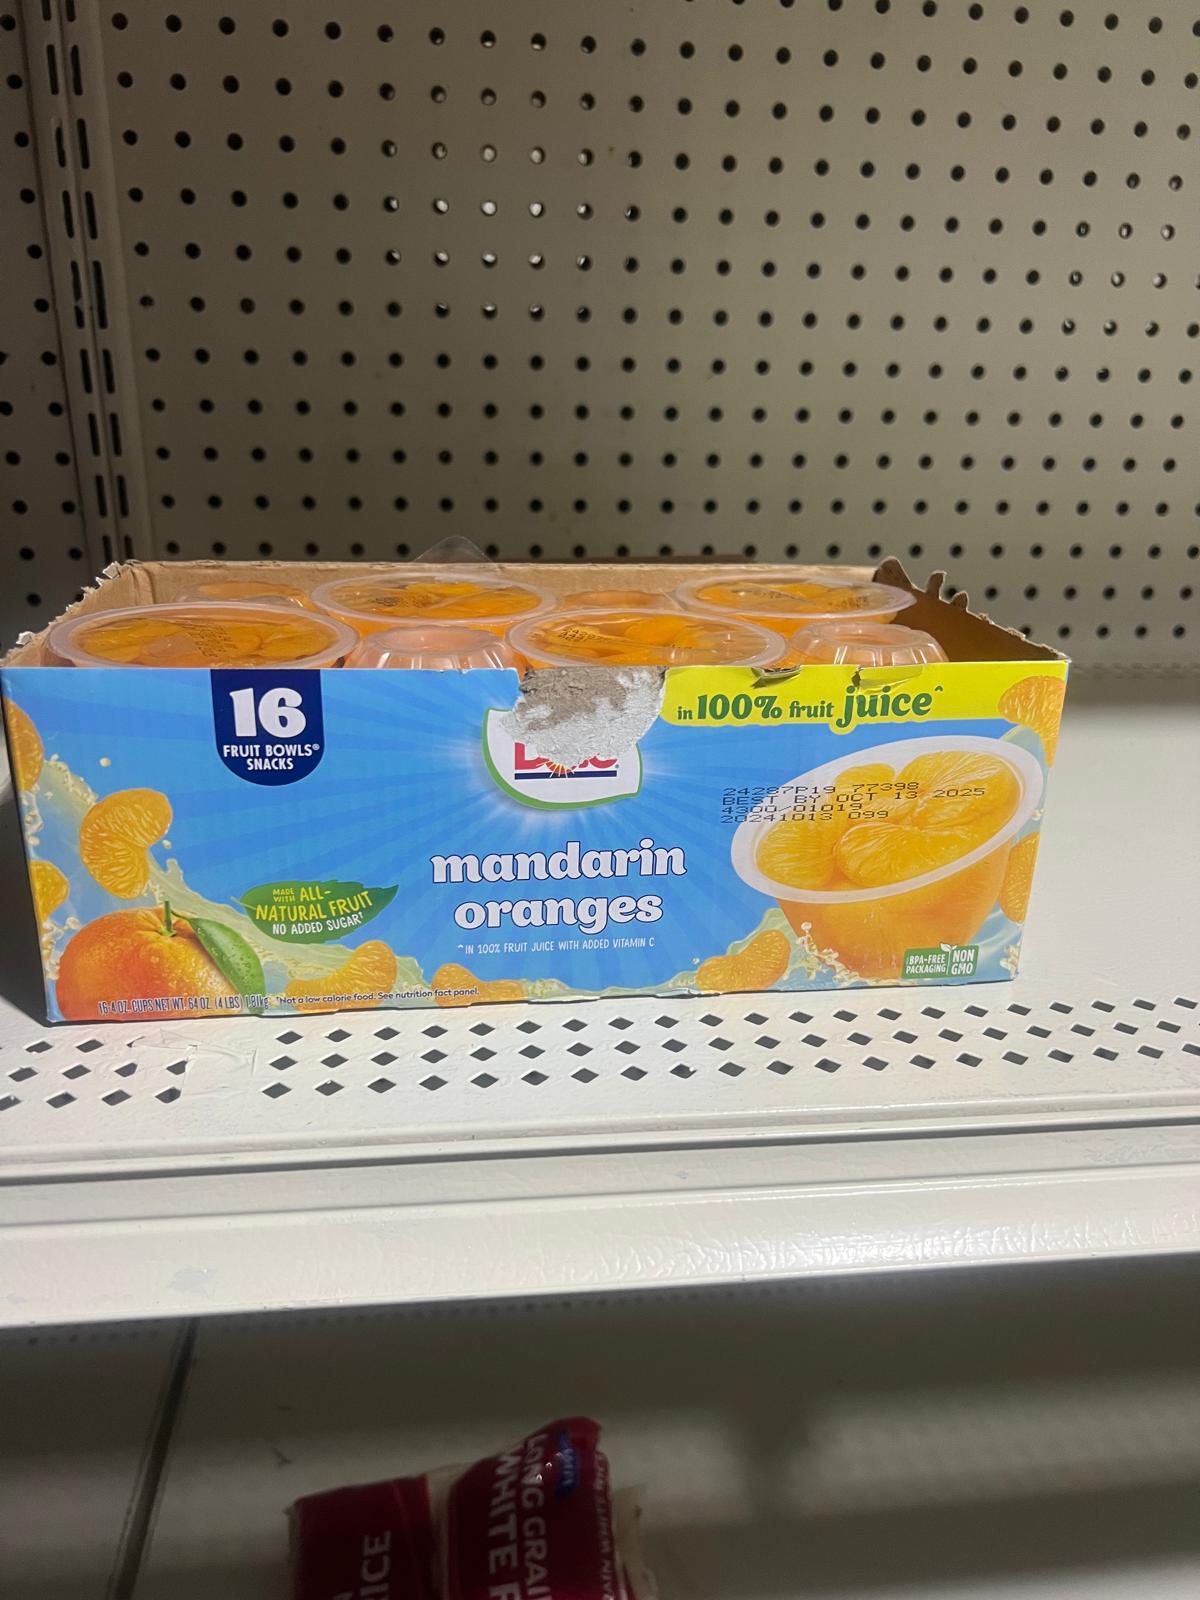 16
FRUIT BOWLS®
SNACKS
in 100% fruit juice^
24287P19 77398
BEST BY OCT 13 2025
4300/01019
20241013 099
mandarin
oranges
^IN 100% FRUIT JUICE WITH ADDED VITAMIN C
MADE
WITH ALL-
NATURAL FRUIT
NO ADDED SUGAR†
BPA-FREE
PACKAGING
NON
GMO
16-4 OZ. CUPS NET WT. 64 OZ. (4 LBS) 1.81kg
†Not a low calorie food. See nutrition fact panel.
LONG GRAIN
WHITE